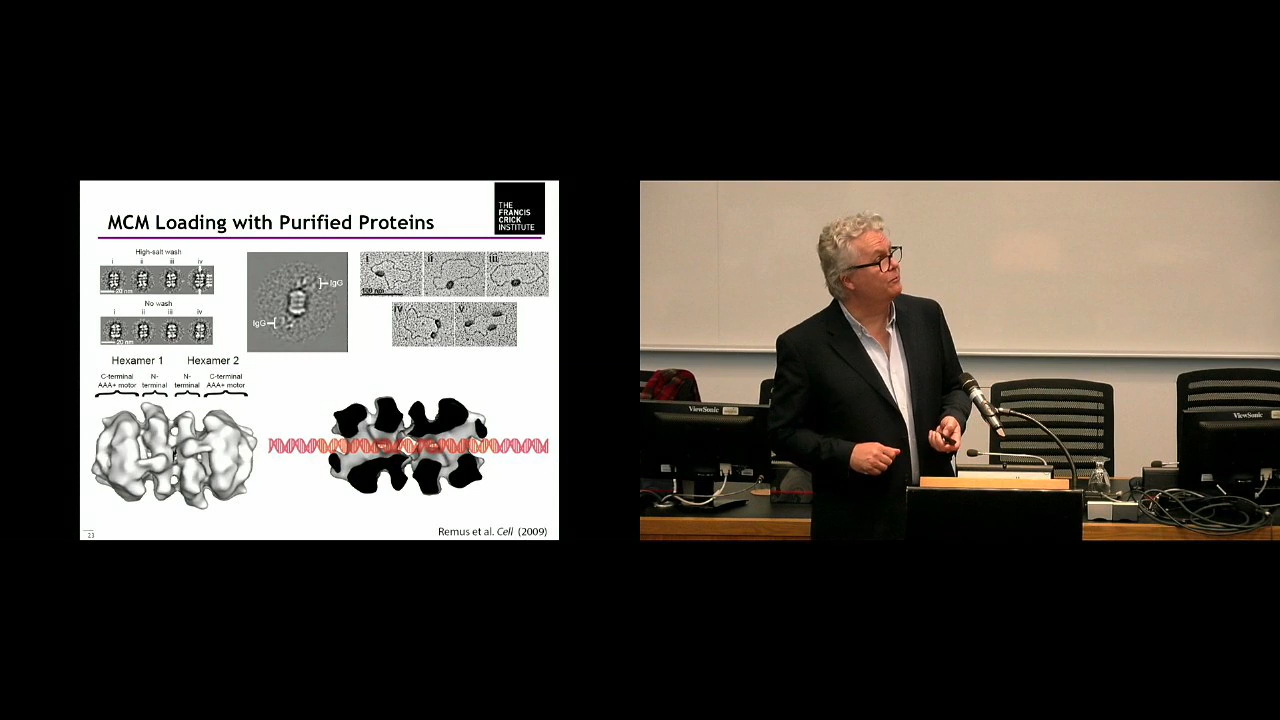 MCM Loading with Purified Proteins
THE
FRANCIS
CRICK
INSTITUTE
High-salt wash
i ii iii iv
20 nm
No wash
i ii iii iv
20 nm
IgG
IgG
i ii iii
100 nm
iv v
Hexamer 1 Hexamer 2
C-terminal N- N- C-terminal
AAA+ motor terminal terminal AAA+ motor
Remus et al. Cell (2009)
23
ViewSonic
ViewSonic